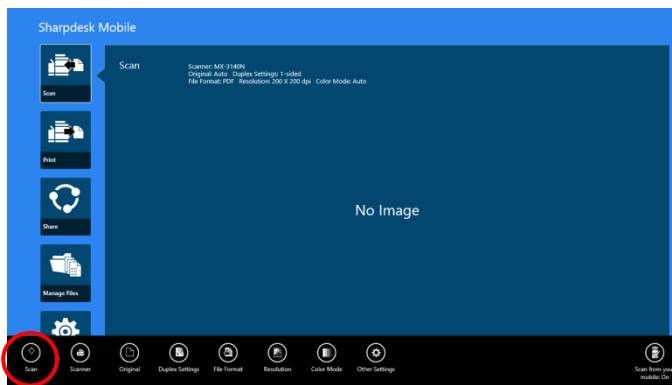 Sharpdesk Mobile
Scan
Scan
Scanner: MX-3140N
Original: Auto Duplex Settings: 1-sided
File Format: PDF Resolution: 200 X 200 dpi Color Mode: Auto
Print
Share
No Image
Manage Files
Scan
Scanner
Original
Duplex Settings
File Format
Resolution
Color Mode
Other Settings
Scan from
mobile: On